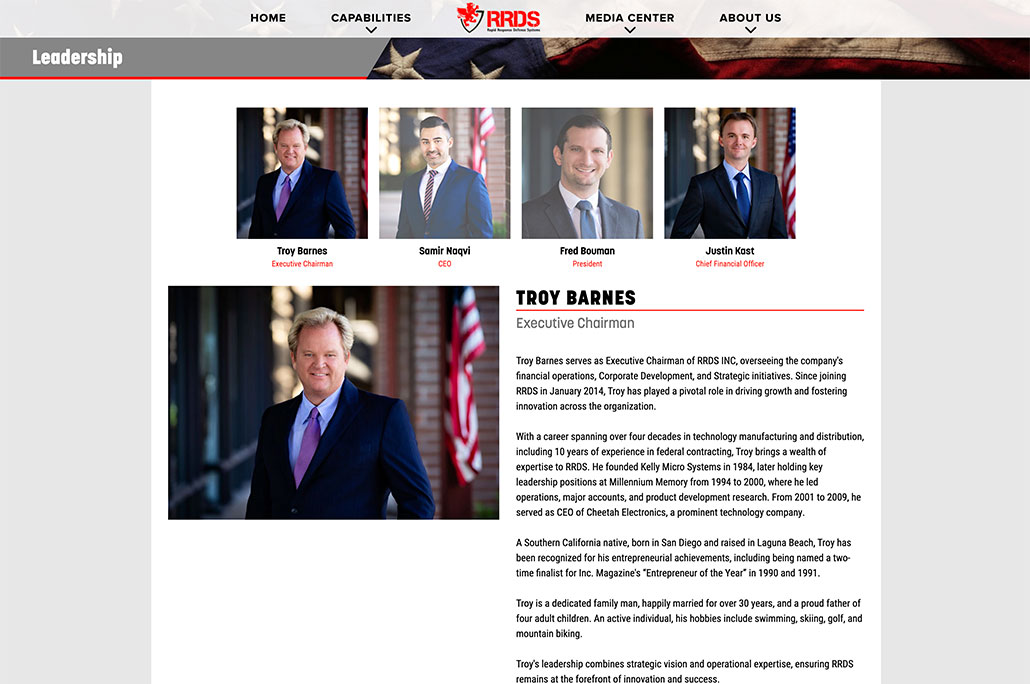 HOME
CAPABILITIES
RRDS
Rapid Response Defense Systems
MEDIA CENTER
ABOUT US
Leadership
Troy Barnes
Executive Chairman
Samir Naqvi
CEO
Fred Bouman
President
Justin Kast
Chief Financial Officer
TROY BARNES
Executive Chairman
Troy Barnes serves as Executive Chairman of RRDS INC, overseeing the company's
financial operations, Corporate Development, and Strategic initiatives. Since joining
RRDS in January 2014, Troy has played a pivotal role in driving growth and fostering
innovation across the organization.
With a career spanning over four decades in technology manufacturing and distribution,
including 10 years of experience in federal contracting, Troy brings a wealth of
expertise to RRDS. He founded Kelly Micro Systems in 1984, later holding key
leadership positions at Millennium Memory from 1994 to 2000, where he led
operations, major accounts, and product development research. From 2001 to 2009, he
served as CEO of Cheetah Electronics, a prominent technology company.
A Southern California native, born in San Diego and raised in Laguna Beach, Troy has
been recognized for his entrepreneurial achievements, including being named a two-
time finalist for Inc. Magazine's "Entrepreneur of the Year" in 1990 and 1991.
Troy is a dedicated family man, happily married for over 30 years, and a proud father of
four adult children. An active individual, his hobbies include swimming, skiing, golf, and
mountain biking.
Troy's leadership combines strategic vision and operational expertise, ensuring RRDS
remains at the forefront of innovation and success.